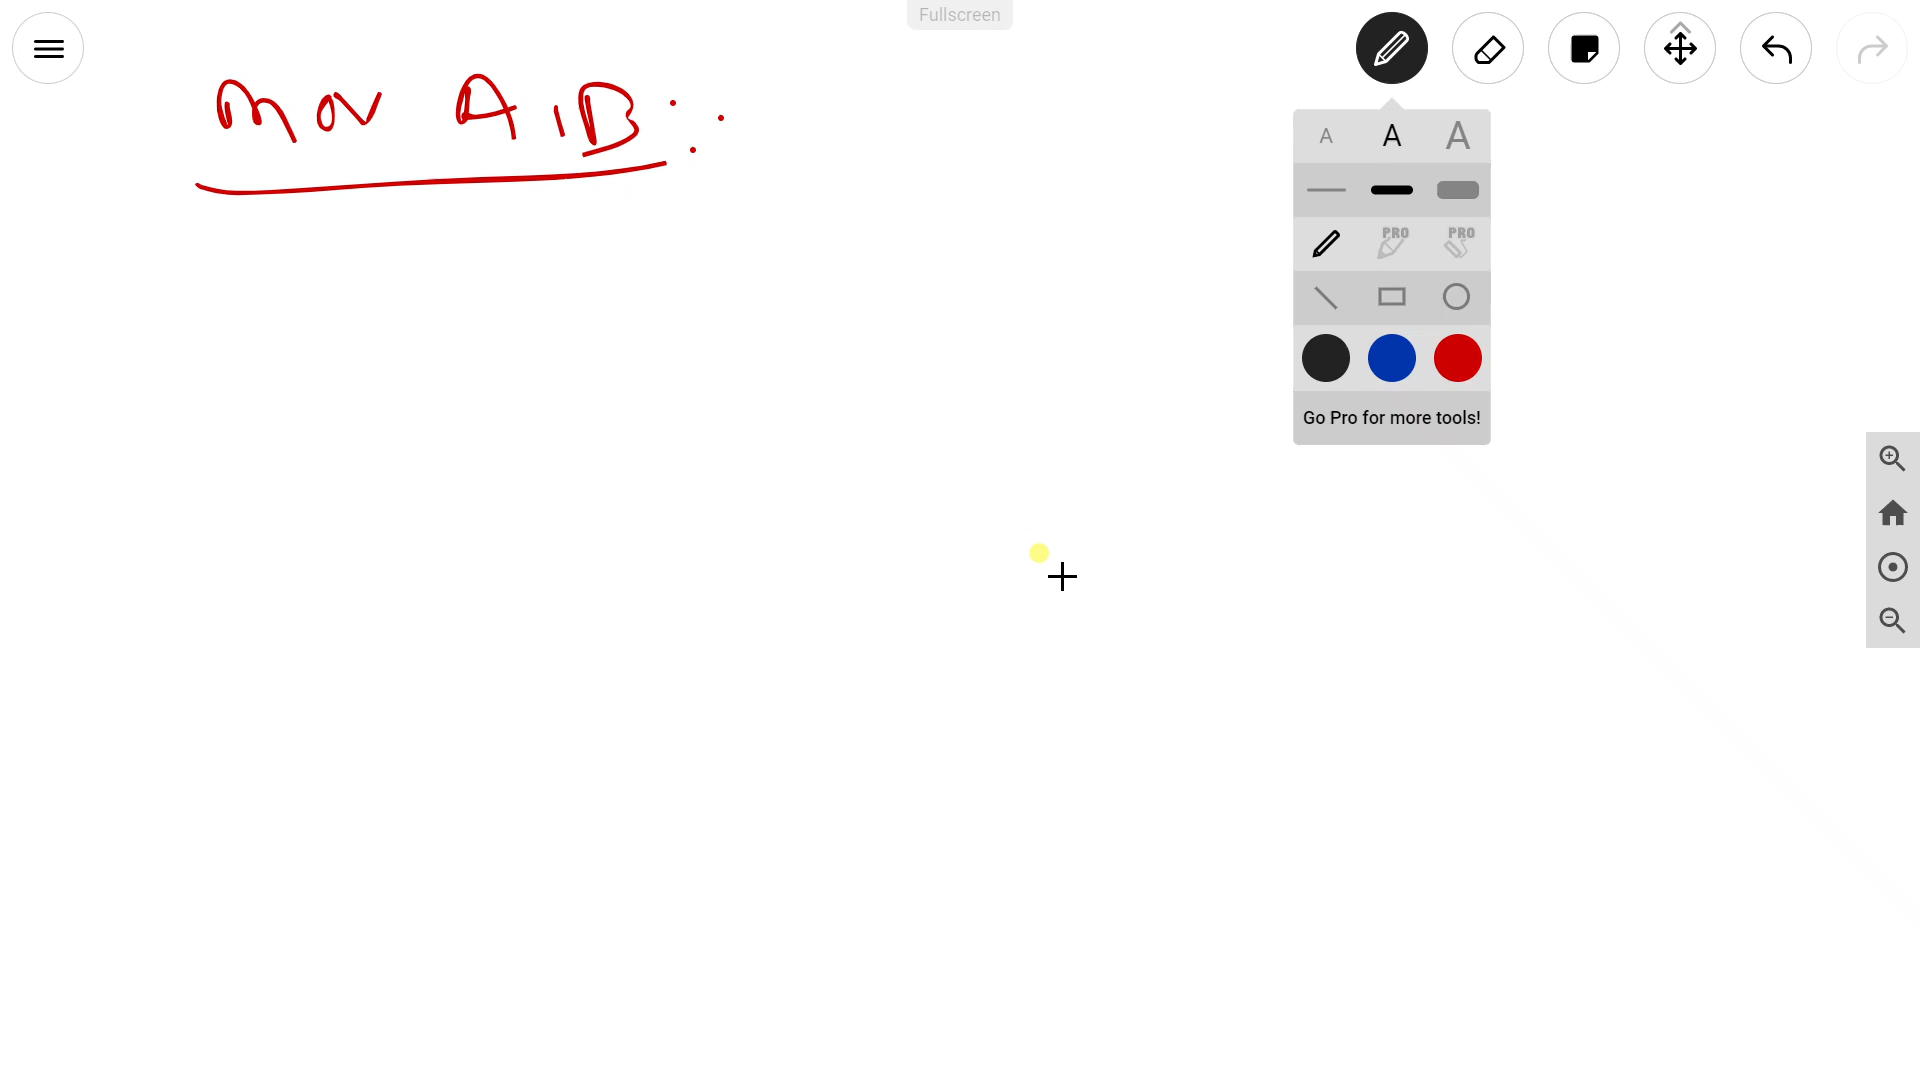 Fullscreen
Mov A,B:
A A A
PRO PRO
Go Pro for more tools!